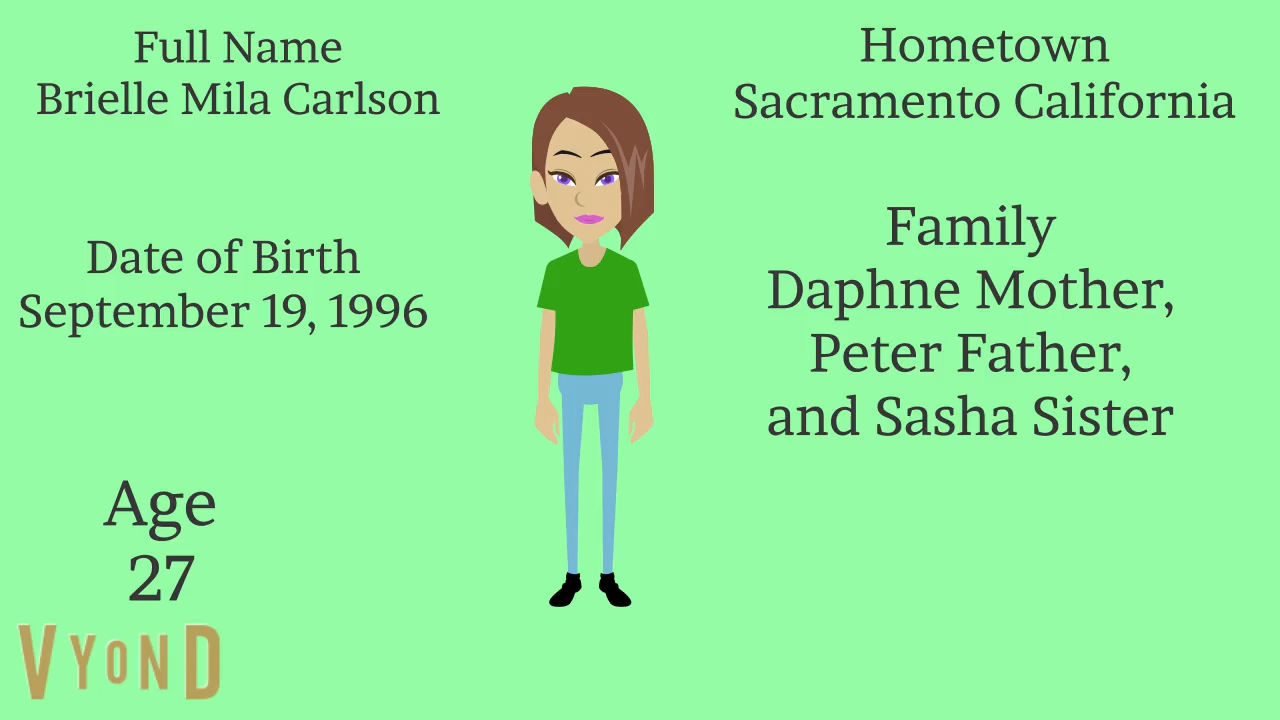 Full Name
Brielle Mila Carlson
Date of Birth
September 19, 1996
Age
27
Hometown
Sacramento California
Family
Daphne Mother,
Peter Father,
and Sasha Sister
VYOND